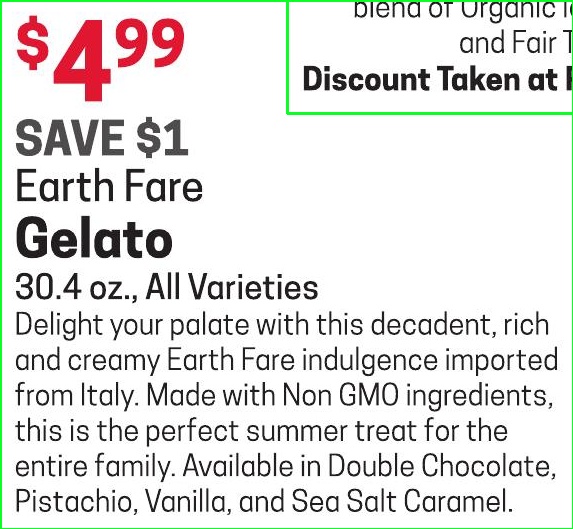 blend of Organic
and Fair
Discount Taken at
$4.99
SAVE $1
Earth Fare
Gelato
30.4 oz., All Varieties
Delight your palate with this decadent, rich
and creamy Earth Fare indulgence imported
from Italy. Made with Non GMO ingredients,
this is the perfect summer treat for the
entire family. Available in Double Chocolate,
Pistachio, Vanilla, and Sea Salt Caramel.